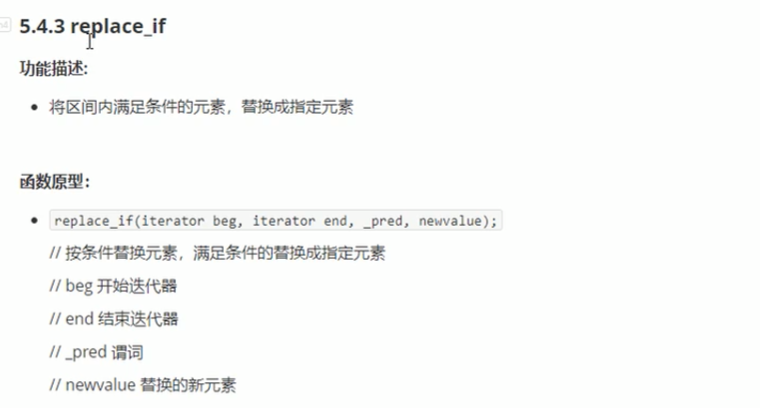 5.4.3 replace_if
功能描述:
将区间内满足条件的元素，替换成指定元素
函数原型：
replace_if(iterator beg, iterator end, _pred, newvalue);
// 按条件替换元素，满足条件的替换成指定元素
// beg 开始迭代器
// end 结束迭代器
// _pred 谓词
// newvalue 替换的新元素